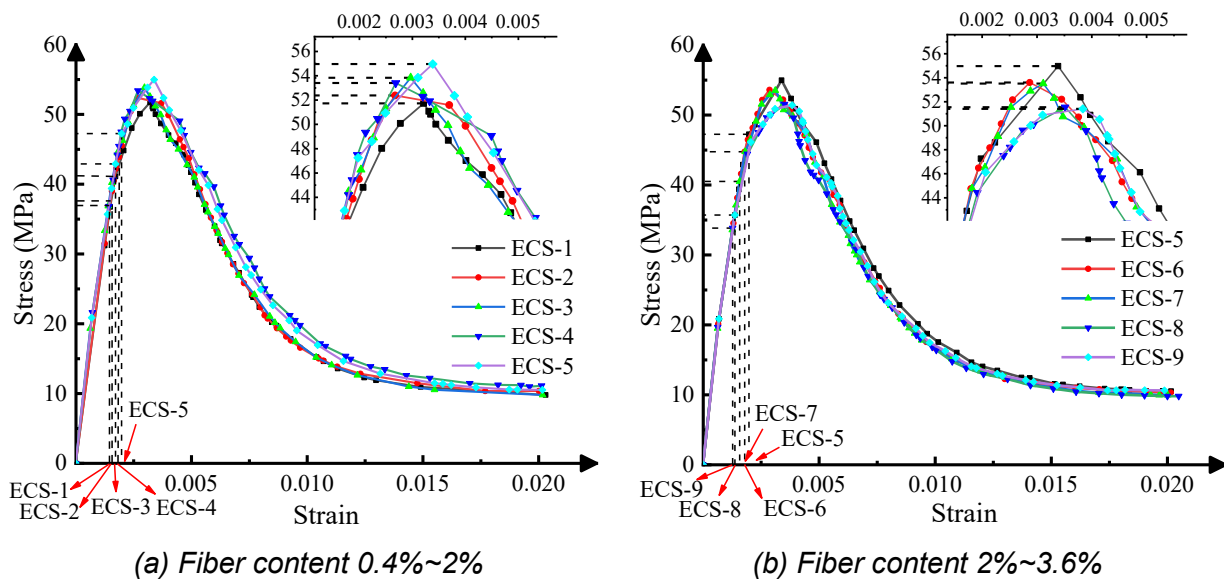 0.002 0.003 0.004 0.005
56
54
52
50
48
46
44
60
50
40
30
20
10
0
Stress (MPa)
ECS-1
ECS-2
ECS-3
ECS-4
ECS-5
ECS-5
0.005 0.010 0.015 0.020
ECS-1
ECS-2
ECS-3 ECS-4
Strain
(a) Fiber content 0.4%~2%
0.002 0.003 0.004 0.005
56
54
52
50
48
46
44
60
50
40
30
20
10
0
Stress (MPa)
ECS-5
ECS-6
ECS-7
ECS-8
ECS-9
ECS-7
ECS-5
0.005 0.010 0.015 0.020
ECS-9
ECS-8 ECS-6
Strain
(b) Fiber content 2%~3.6%